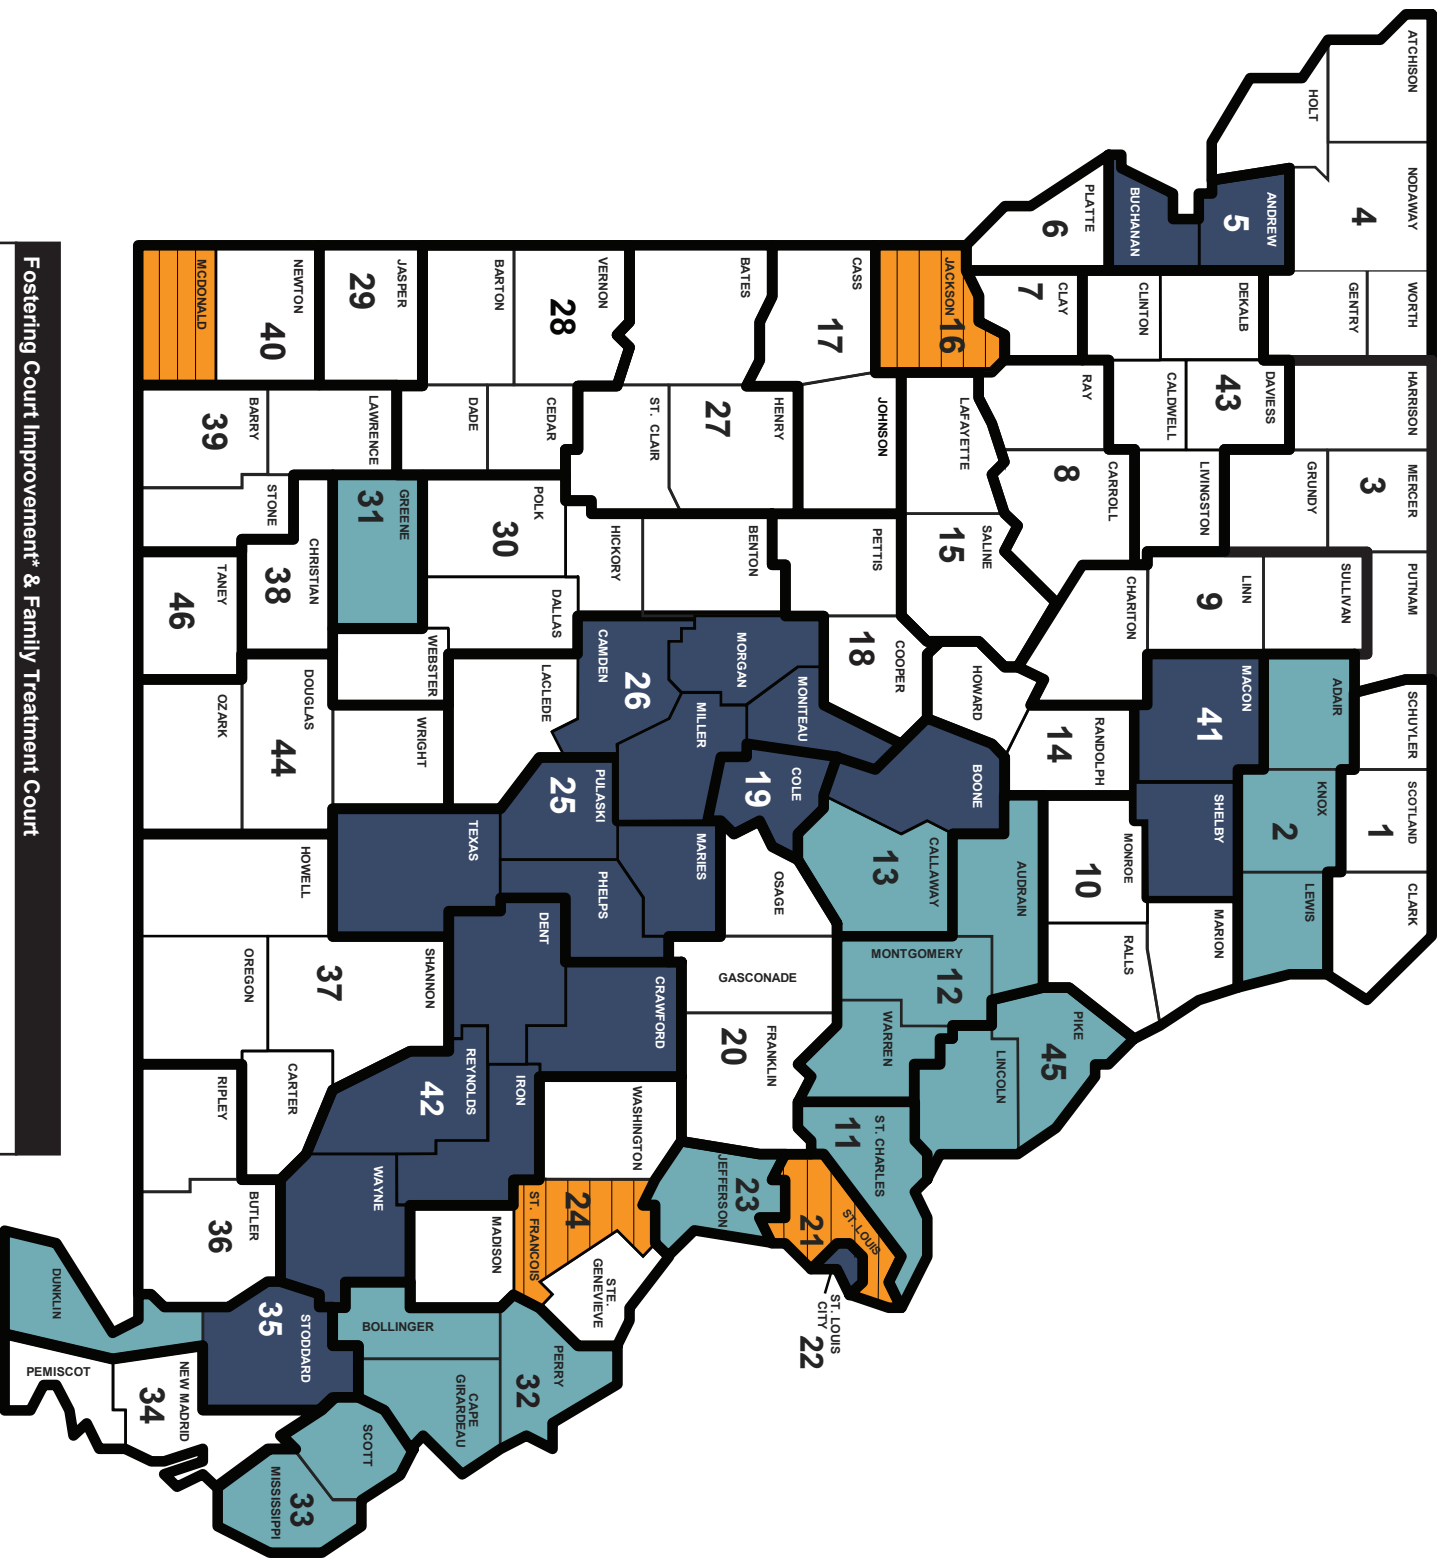 ATCHISON
NODAWAY
WORTH
HARRISON
MERCER
PUTNAM
SCHUYLER
SCOTLAND
CLARK
4
3
1
HOLT
GENTRY
GRUNDY
SULLIVAN
ADAIR
KNOX
LEWIS
2
ANDREW
5
DEKALB
DAVIESS
43
LIVINGSTON
LINN
9
MACON
41
SHELBY
MARION
BUCHANAN
CLINTON
CALDWELL
CARROLL
CHARITON
RANDOLPH
14
MONROE
10
RALLS
PLATTE
6
CLAY
7
RAY
8
PIKE
45
JACKSON
16
LAFAYETTE
SALINE
15
HOWARD
BOONE
AUDRAIN
LINCOLN
CASS
17
JOHNSON
PETTIS
COOPER
18
CALLAWAY
13
MONTGOMERY
12
WARREN
ST. CHARLES
11
BATES
HENRY
27
BENTON
MORGAN
MONITEAU
COLE
19
OSAGE
GASCONADE
FRANKLIN
20
ST. LOUIS
21
ST. LOUIS
CITY
22
VERNON
28
ST. CLAIR
HICKORY
CAMDEN
26
MILLER
MARIES
JEFFERSON
23
BARTON
CEDAR
DADE
POLK
30
DALLAS
LACLEDE
PULASKI
25
PHELPS
CRAWFORD
WASHINGTON
24
ST. FRANCOIS
STE.
GENEVIEVE
JASPER
29
LAWRENCE
GREENE
31
WEBSTER
WRIGHT
TEXAS
DENT
IRON
REYNOLDS
42
MADISON
PERRY
32
NEWTON
40
BARRY
39
STONE
CHRISTIAN
38
DOUGLAS
44
HOWELL
SHANNON
37
WAYNE
BOLLINGER
CAPE
GIRARDEAU
MCDONALD
TANEY
46
OZARK
OREGON
CARTER
RIPLEY
BUTLER
36
STODDARD
35
SCOTT
MISSISSIPPI
33
NEW MADRID
34
DUNKLIN
PEMISCOT
Fostering Court Improvement* & Family Treatment Court